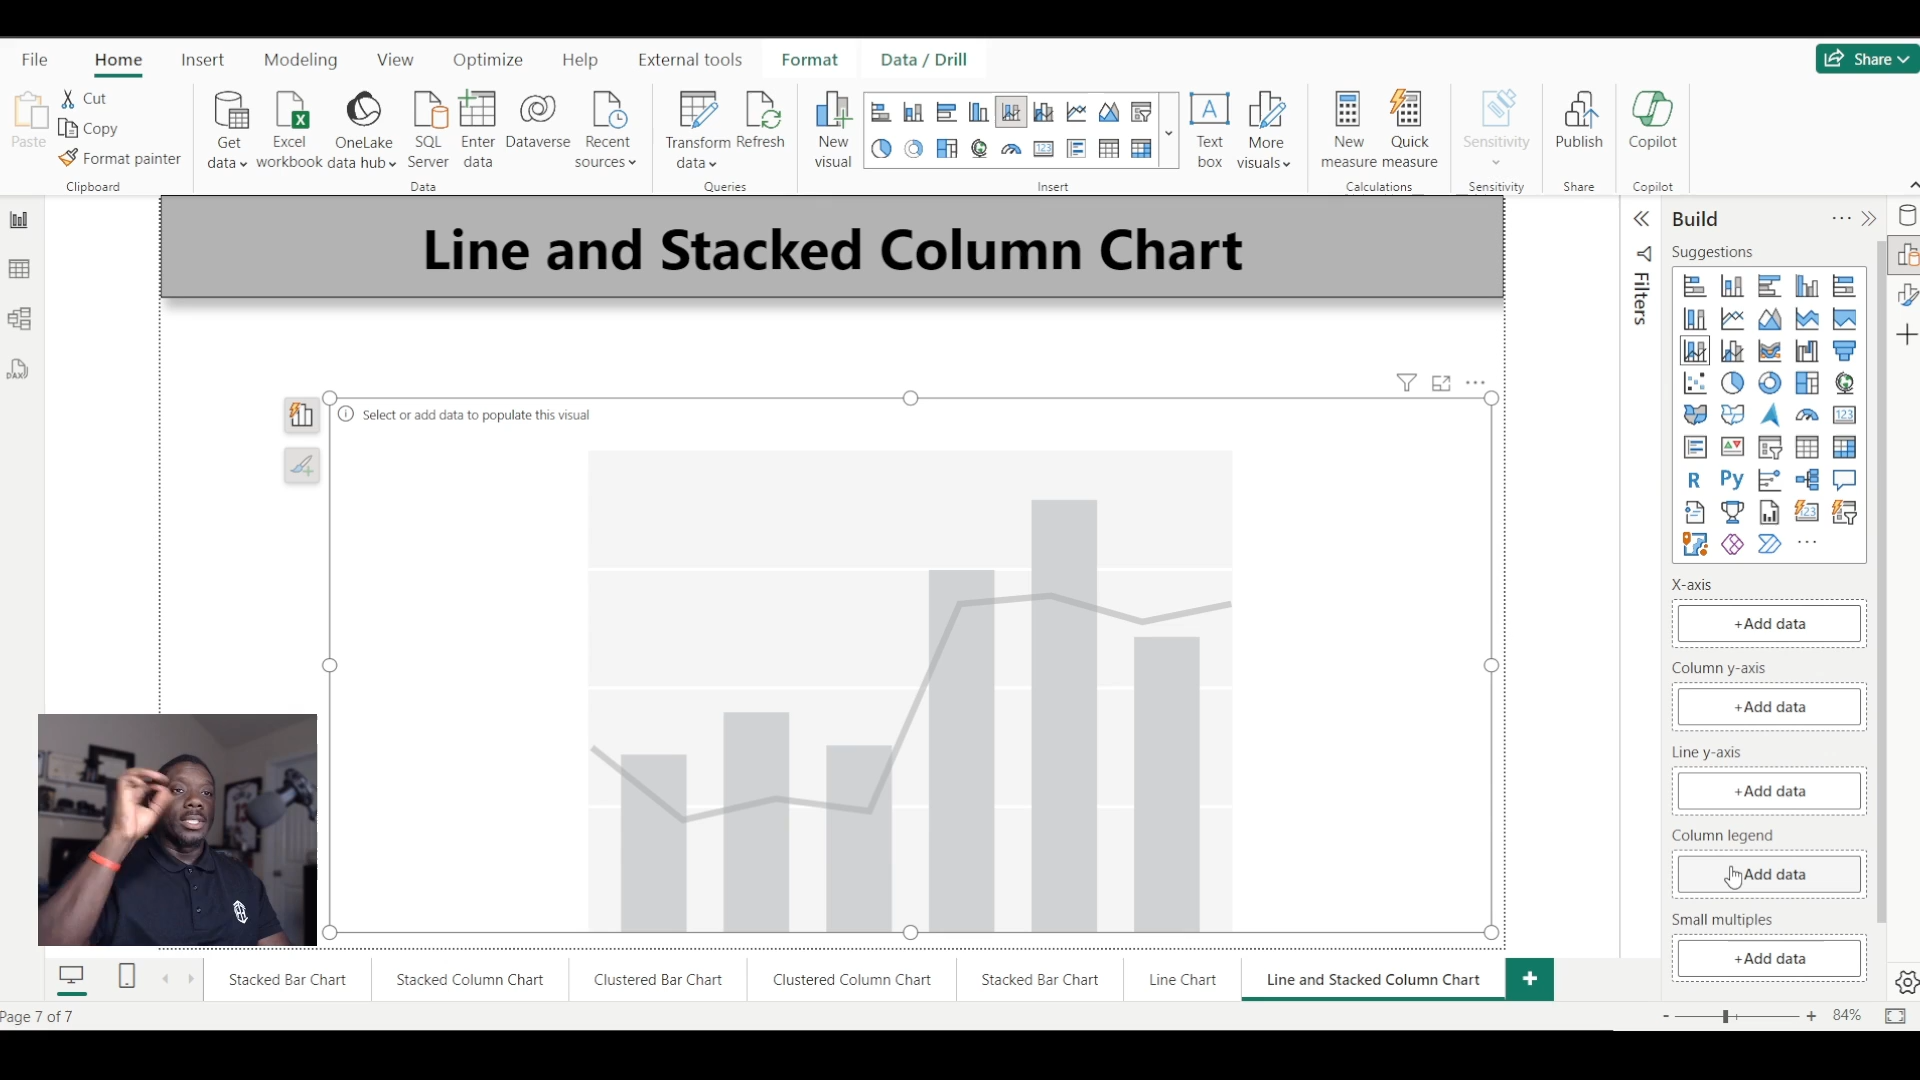 File Home Insert Modeling View Optimize Help External tools Format Data / Drill Share
Paste Cut
Copy
Format painter
Clipboard
Get data
Excel workbook
OneLake data hub
SQL Server
Enter data
Dataverse
Recent sources
Data
Transform data
Refresh
Queries
New visual
Text box
More visuals
Insert
New measure
Quick measure
Calculations
Sensitivity
Sensitivity
Publish
Share
Copilot
Copilot
DAX
Line and Stacked Column Chart
Select or add data to populate this visual
Filters
Build
Suggestions
123
R Py
123
X-axis
+Add data
Column y-axis
+Add data
Line y-axis
+Add data
Column legend
Add data
Small multiples
+Add data
Stacked Bar Chart Stacked Column Chart Clustered Bar Chart Clustered Column Chart Stacked Bar Chart Line Chart Line and Stacked Column Chart +
Page 7 of 7
- + 84%